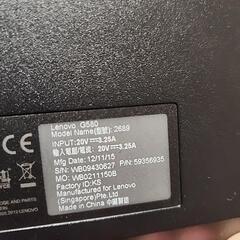 Lenovo G580
Model Name(型號): 2689
INPUT:20V⎓3.25A
輸入電壓/電流: 20V⎓3.25A
Mfg Date: 12/11/15
S/N: WB09430627 P/N: 59356935
MO: WB0211150B
Factory ID:KS
Manufactured for Lenovo
(Singapore)Pte.Ltd
Made in China 中國製造
CE
LENOVO